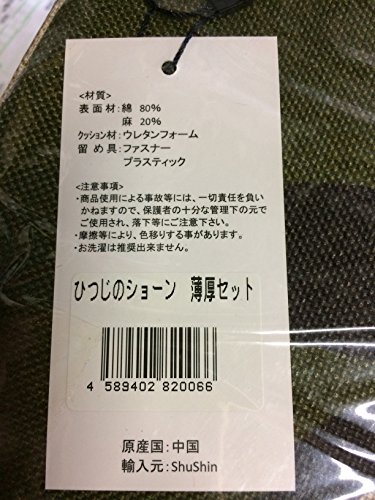 <材質>
表面材：綿 80%
麻 20%
クッション材：ウレタンフォーム
留め具：ファスナー
プラスティック
<注意事項>
・商品使用による事故等には、一切責任を負い
かねますので、保護者の十分な管理下の元で
ご使用され、落下等にご注意下さい。
・摩擦等により、色移りする事があります。
・お洗濯は推奨出来ません。
ひつじのショーン 薄厚セット
4 589402 820066
原産国：中国
輸入元：ShuShin